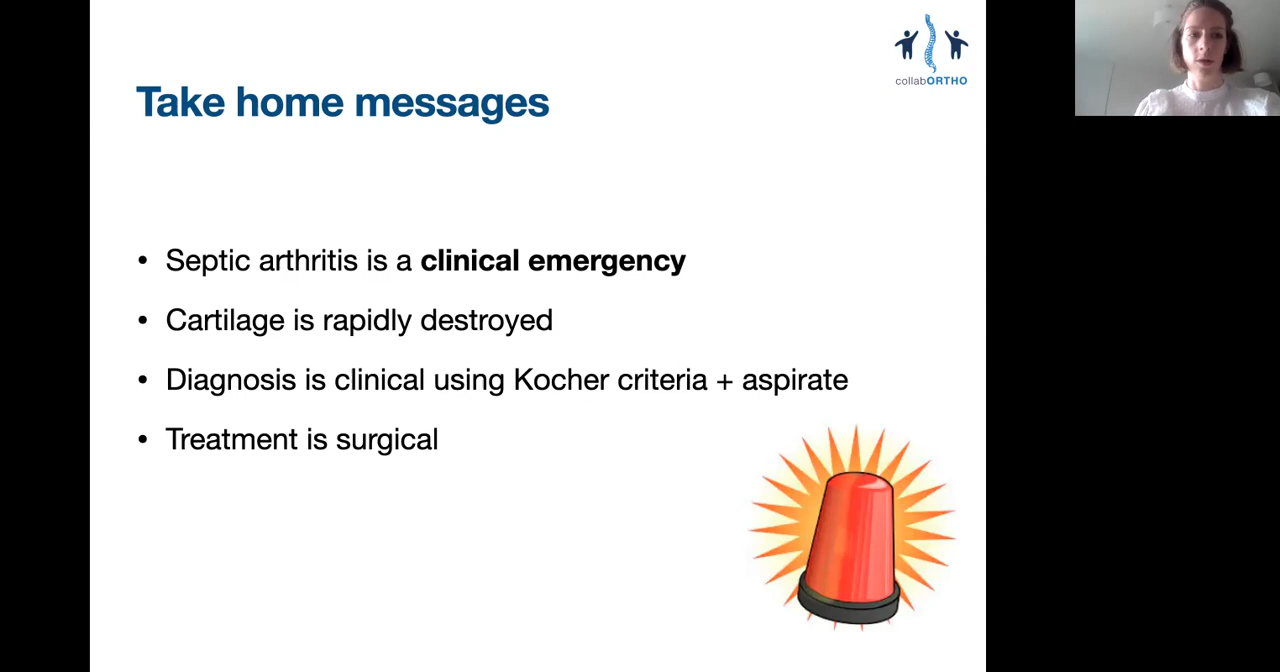 collabORTHO
Take home messages
• Septic arthritis is a clinical emergency
• Cartilage is rapidly destroyed
• Diagnosis is clinical using Kocher criteria + aspirate
• Treatment is surgical